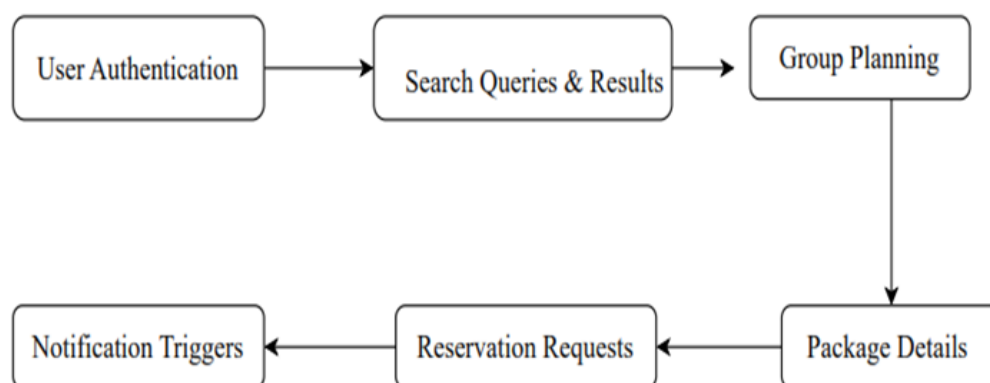 User Authentication
Search Queries & Results
Group Planning
Notification Triggers
Reservation Requests
Package Details